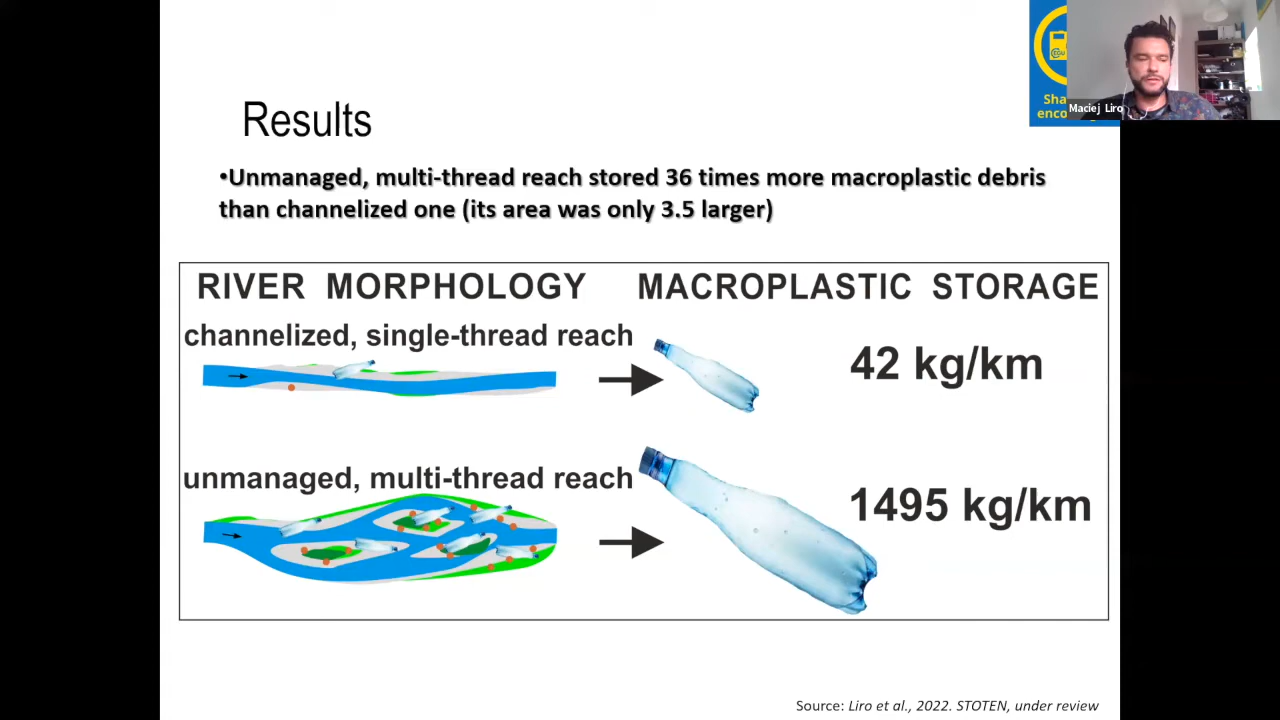 Results
•Unmanaged, multi-thread reach stored 36 times more macroplastic debris
than channelized one (its area was only 3.5 larger)
RIVER MORPHOLOGY
MACROPLASTIC STORAGE
channelized, single-thread reach
42 kg/km
unmanaged, multi-thread reach
1495 kg/km
Source: Liro et al., 2022. STOTEN, under review
Maciej Liro